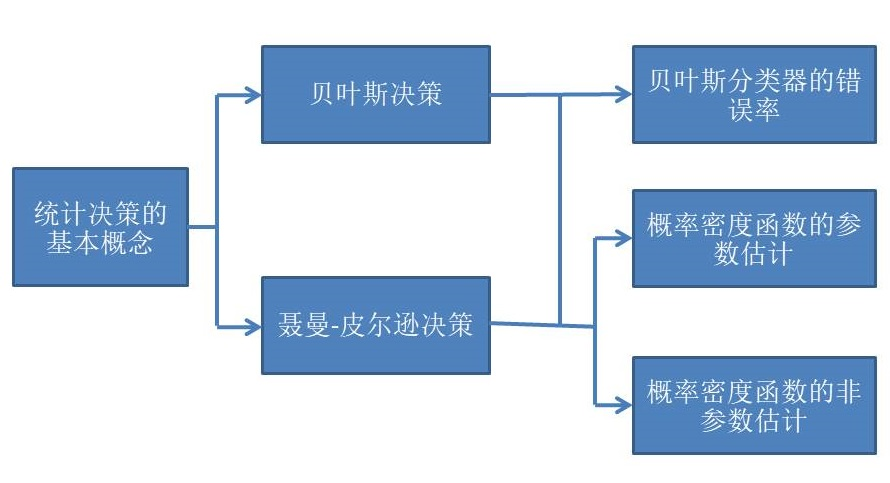 统计决策的
基本概念
贝叶斯决策
聂曼-皮尔逊决策
贝叶斯分类器的错
误率
概率密度函数的参
数估计
概率密度函数的非
参数估计